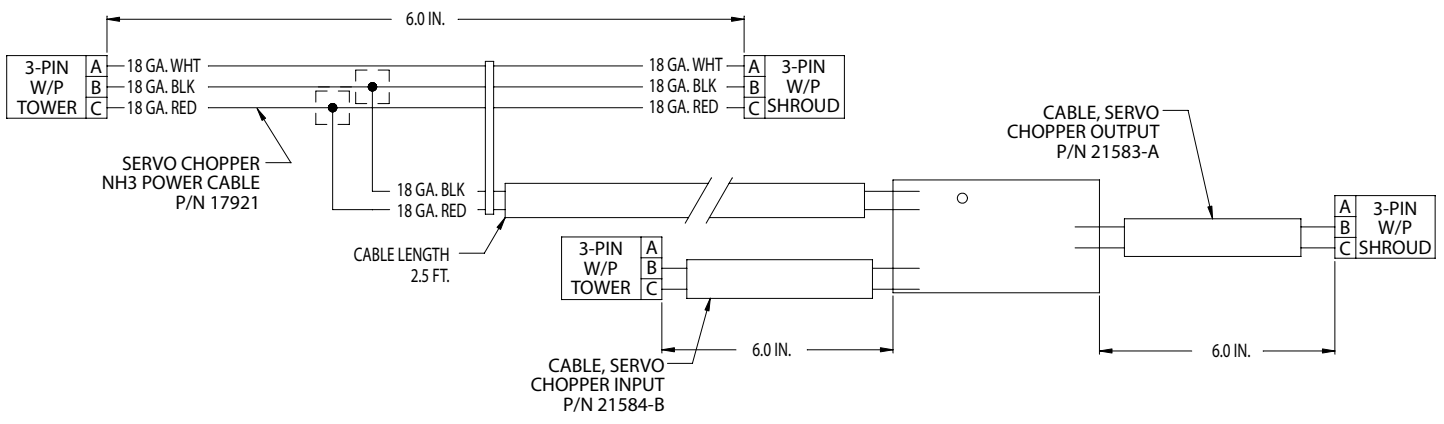 6.0 IN.
3-PIN
W/P
TOWER
A
B
C
18 GA. WHT
18 GA. BLK
18 GA. RED
18 GA. WHT
18 GA. BLK
18 GA. RED
A
B
C
3-PIN
W/P
SHROUD
SERVO CHOPPER
NH3 POWER CABLE
P/N 17921
18 GA. BLK
18 GA. RED
CABLE LENGTH
2.5 FT.
CABLE, SERVO
CHOPPER OUTPUT
P/N 21583-A
A
B
C
3-PIN
W/P
SHROUD
3-PIN
W/P
TOWER
A
B
C
6.0 IN.
6.0 IN.
CABLE, SERVO
CHOPPER INPUT
P/N 21584-B